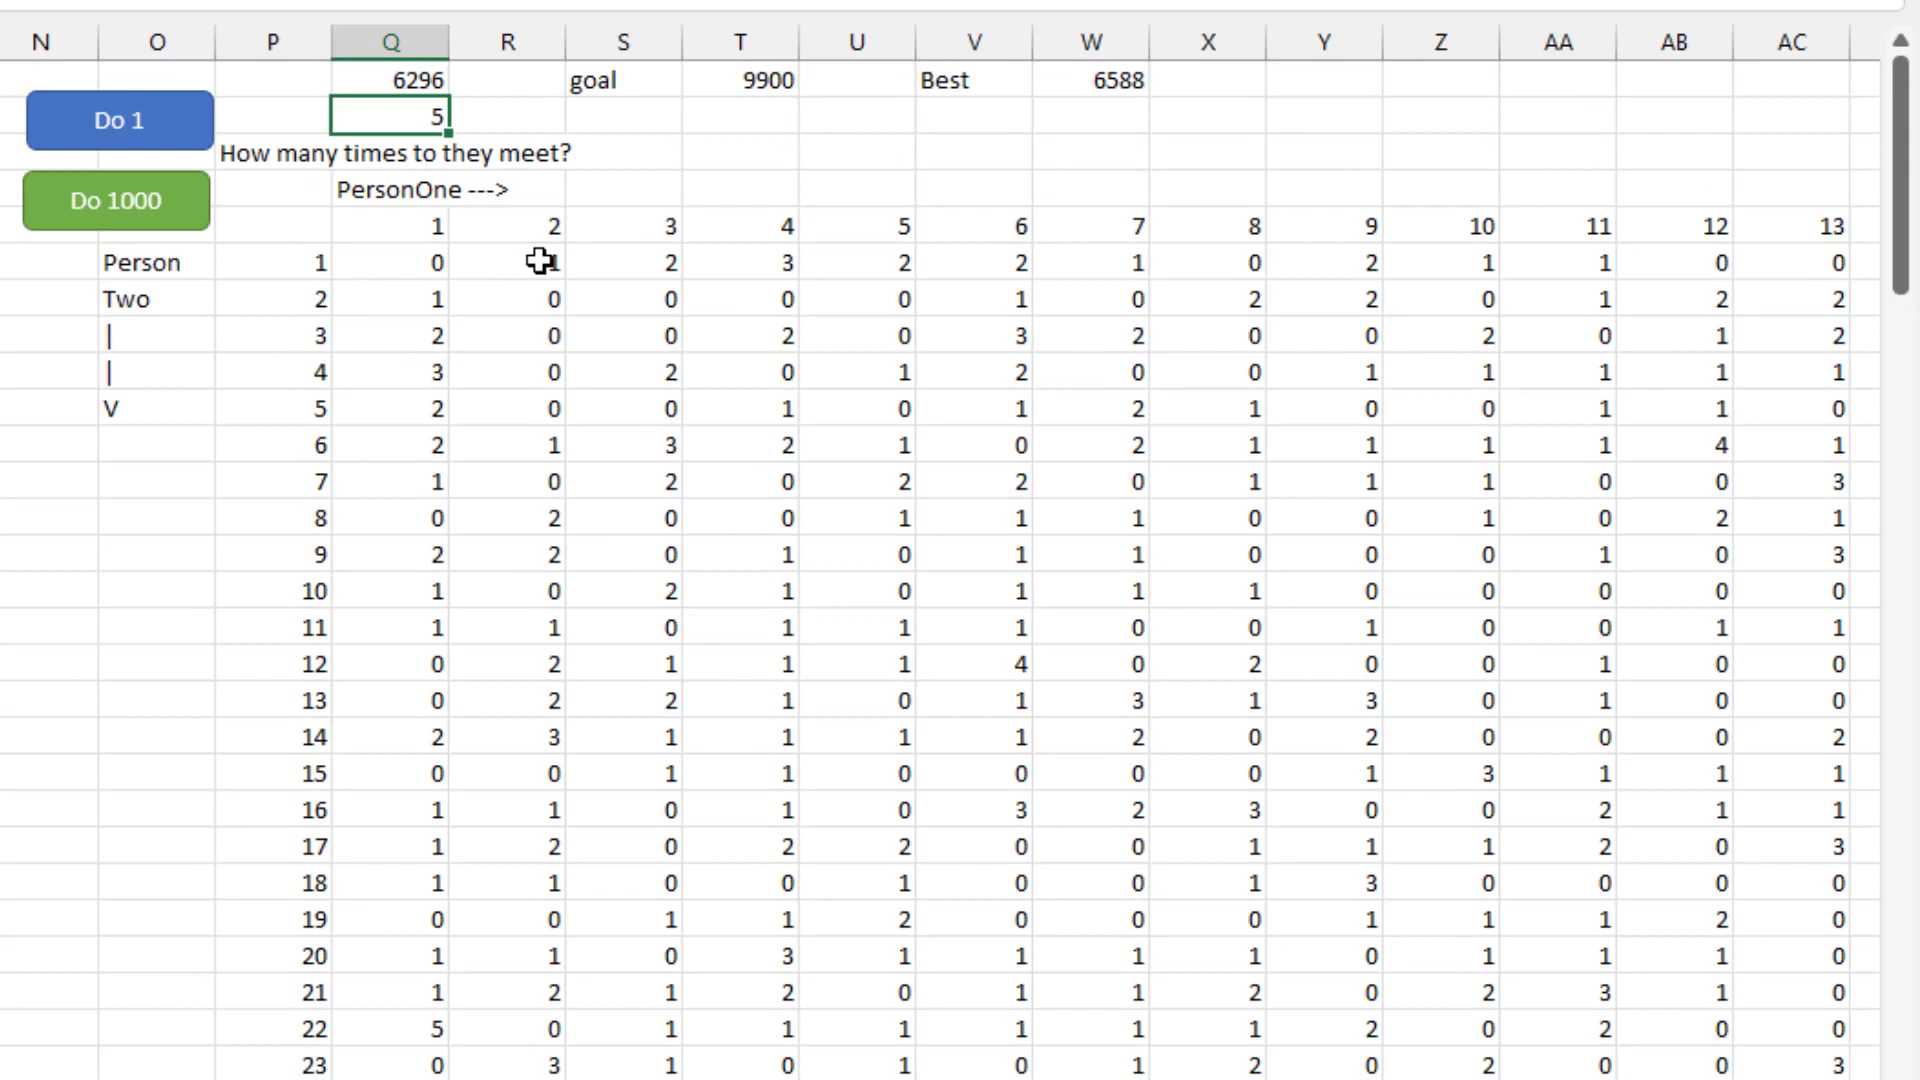 N O P Q R S T U V W X Y Z AA AB AC
6296 goal 9900 Best 6588
Do 1 5
How many times to they meet?
Do 1000 PersonOne --->
1 2 3 4 5 6 7 8 9 10 11 12 13
Person 1 0 1 2 3 2 2 1 0 2 1 1 0 0
Two 2 1 0 0 0 0 1 0 2 2 0 1 2 2
| 3 2 0 0 2 0 3 2 0 0 2 0 1 2
| 4 3 0 2 0 1 2 0 0 1 1 1 1 1
V 5 2 0 0 1 0 1 2 1 0 0 1 1 0
6 2 1 3 2 1 0 2 1 1 1 1 4 1
7 1 0 2 0 2 2 0 1 1 1 0 0 3
8 0 2 0 0 1 1 1 0 0 1 0 2 1
9 2 2 0 1 0 1 1 0 0 0 1 0 3
10 1 0 2 1 0 1 1 1 0 0 0 0 0
11 1 1 0 1 1 1 0 0 1 0 0 1 1
12 0 2 1 1 1 4 0 2 0 0 1 0 0
13 0 2 2 1 0 1 3 1 3 0 1 0 0
14 2 3 1 1 1 1 2 0 2 0 0 0 2
15 0 0 1 1 0 0 0 0 1 3 1 1 1
16 1 1 0 1 0 3 2 3 0 0 2 1 1
17 1 2 0 2 2 0 0 1 1 1 2 0 3
18 1 1 0 0 1 0 0 1 3 0 0 0 0
19 0 0 1 1 2 0 0 0 1 1 1 2 0
20 1 1 0 3 1 1 1 1 0 1 1 1 0
21 1 2 1 2 0 1 1 2 0 2 3 1 0
22 5 0 1 1 1 1 1 1 2 0 2 0 0
23 0 3 1 0 1 0 1 2 0 2 0 0 3